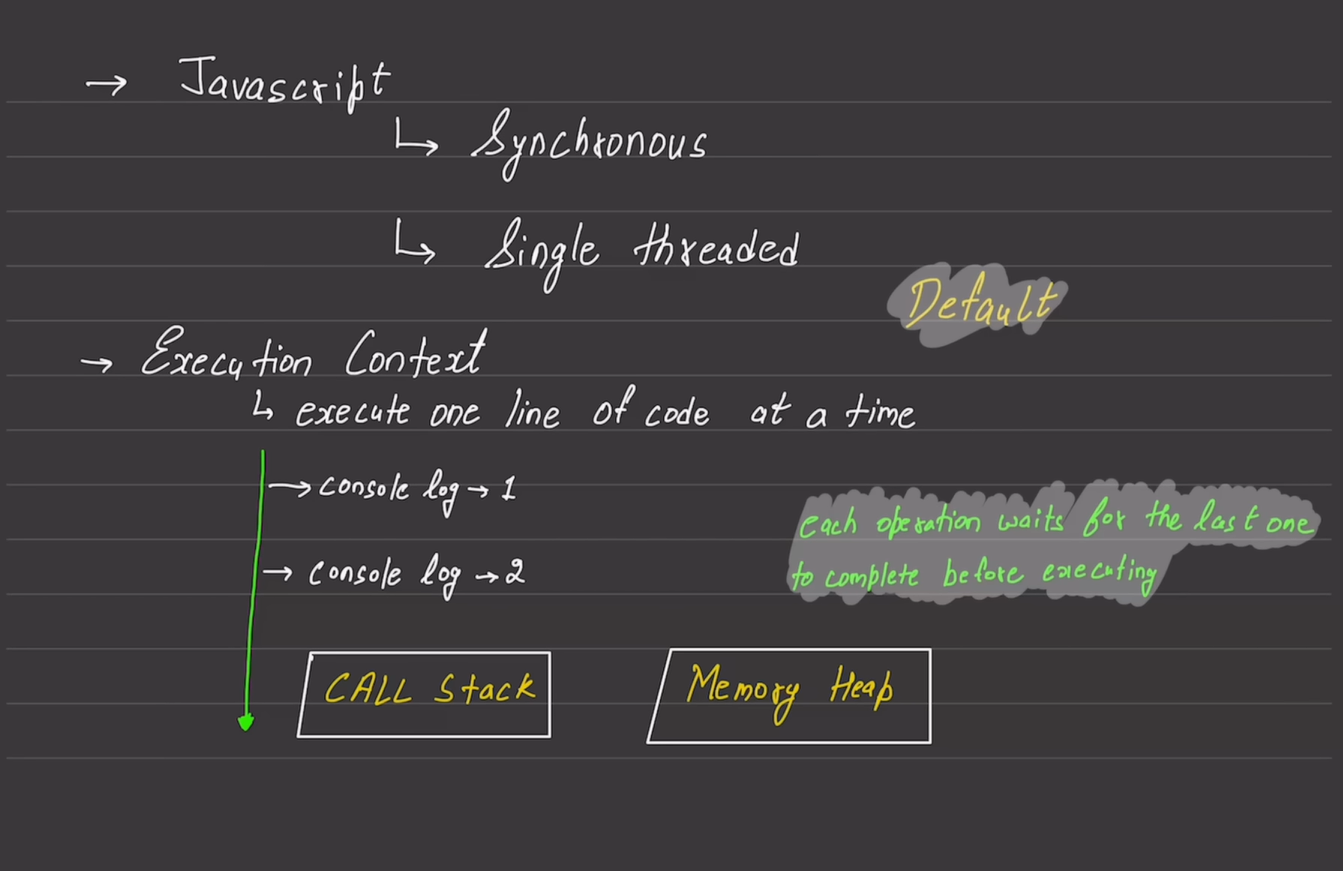 → Javascript
↳ Synchronous
↳ Single threaded
Default
→ Execution Context
↳ execute one line of code at a time
→ console log → 1
each operation waits for the last one
→ console log → 2
to complete before executing
CALL Stack
Memory Heap